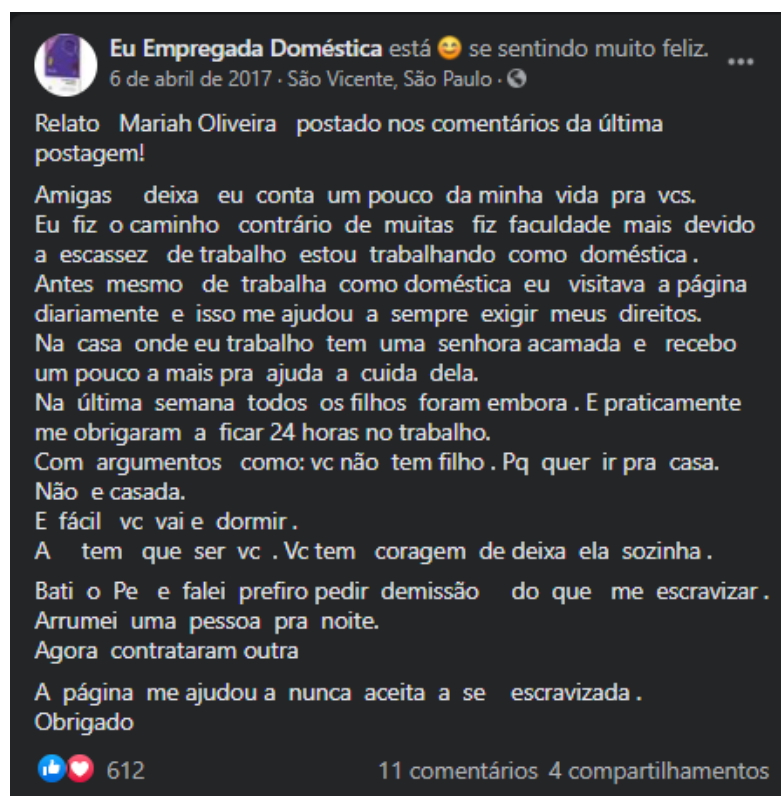 Eu Empregada Doméstica está 😊 se sentindo muito feliz.
6 de abril de 2017 · São Vicente, São Paulo ·
Relato Mariah Oliveira postado nos comentários da última
postagem!
Amigas deixa eu conta um pouco da minha vida pra vcs.
Eu fiz o caminho contrário de muitas fiz faculdade mais devido
a escassez de trabalho estou trabalhando como doméstica .
Antes mesmo de trabalha como doméstica eu visitava a página
diariamente e isso me ajudou a sempre exigir meus direitos.
Na casa onde eu trabalho tem uma senhora acamada e recebo
um pouco a mais pra ajuda a cuida dela.
Na última semana todos os filhos foram embora . E praticamente
me obrigaram a ficar 24 horas no trabalho.
Com argumentos como: vc não tem filho . Pq quer ir pra casa.
Não e casada.
E fácil vc vai e dormir .
A tem que ser vc . Vc tem coragem de deixa ela sozinha .
Bati o Pe e falei prefiro pedir demissão do que me escravizar .
Arrumei uma pessoa pra noite.
Agora contrataram outra
A página me ajudou a nunca aceita a se escravizada .
Obrigado
612
11 comentários 4 compartilhamentos